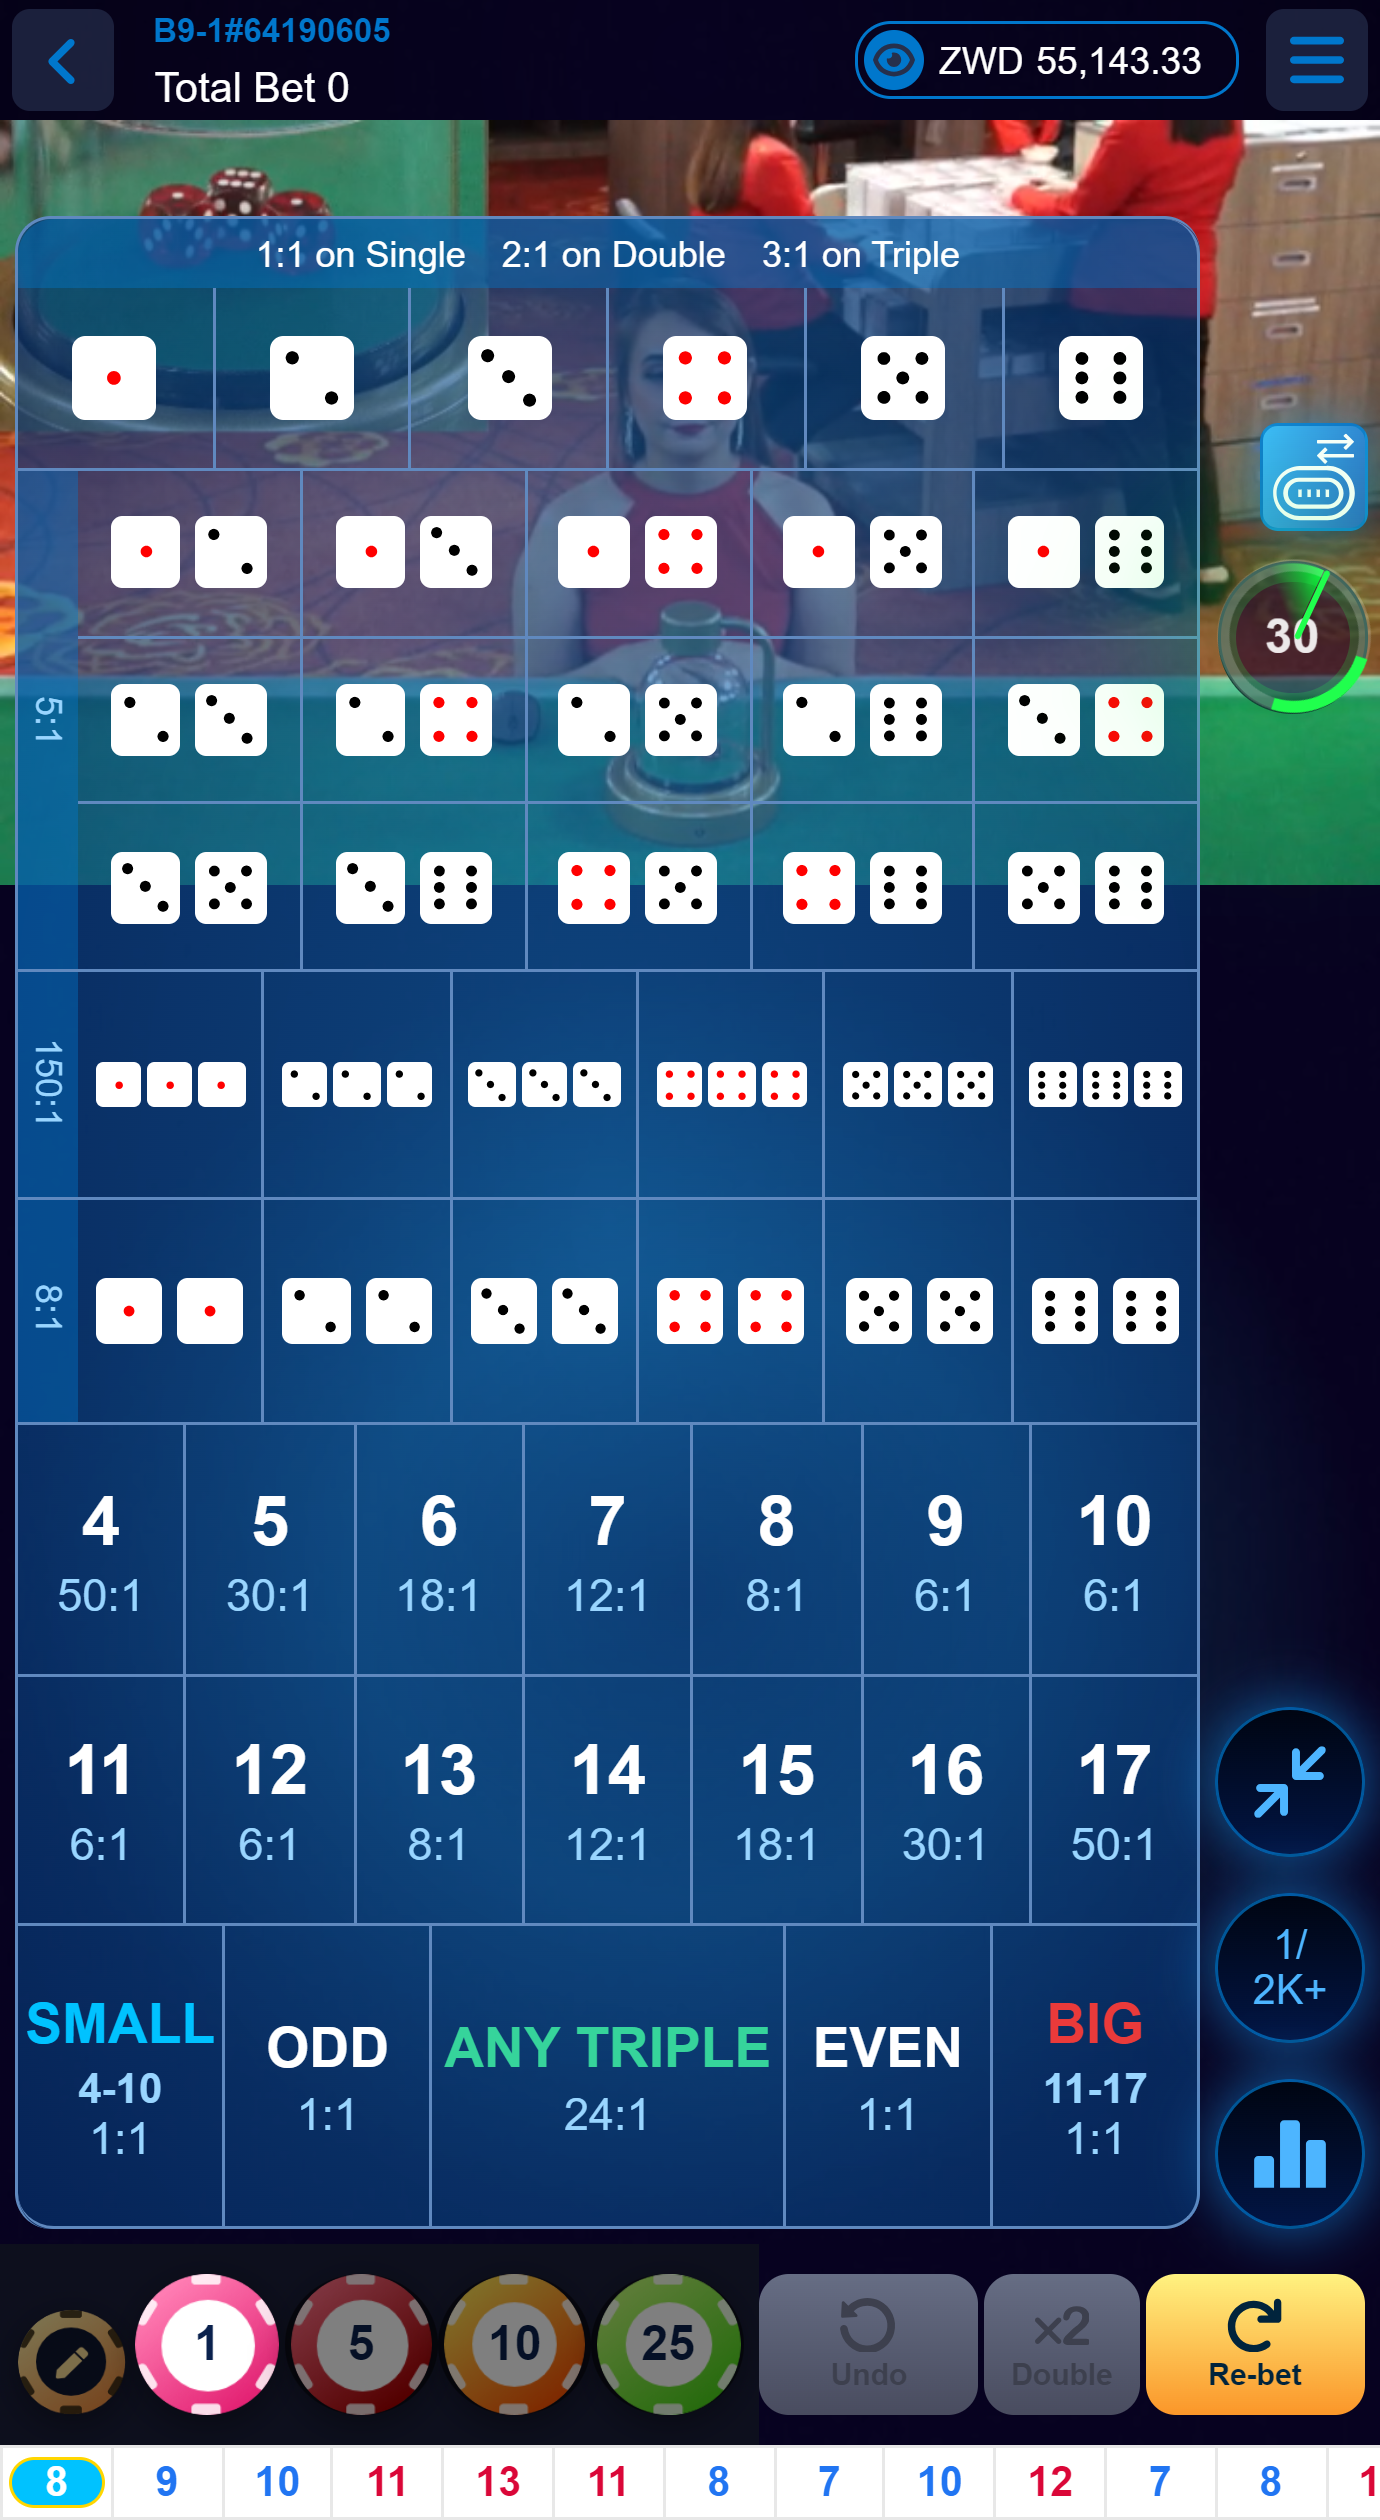 B9-1#64190605
Total Bet 0
ZWD 55,143.33
1:1 on Single 2:1 on Double 3:1 on Triple
30
5:1
150:1
8:1
4 5 6 7 8 9 10
50:1 30:1 18:1 12:1 8:1 6:1 6:1
11 12 13 14 15 16 17
6:1 6:1 8:1 12:1 18:1 30:1 50:1
1/
2K+
SMALL
4-10
1:1
ODD
1:1
ANY TRIPLE
24:1
EVEN
1:1
BIG
11-17
1:1
1 5 10 25
Undo
x2
Double
Re-bet
8 9 10 11 13 11 8 7 10 12 7 8